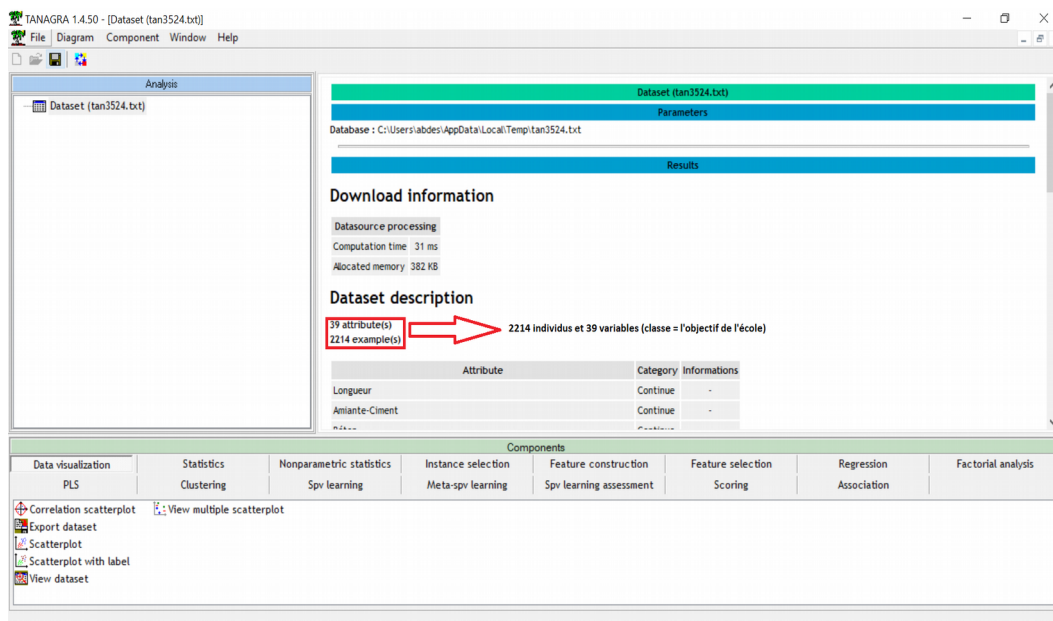 TANAGRA 1.4.50 - [Dataset (tan3524.txt)]
File Diagram Component Window Help
Analysis
Dataset (tan3524.txt)
Dataset (tan3524.txt)
Parameters
Database : C:\Users\abdes\AppData\Local\Temp\tan3524.txt
Results
Download information
Datasource processing
Computation time 31 ms
Allocated memory 382 KB
Dataset description
39 attribute(s)
2214 example(s)
2214 individus et 39 variables (classe = l'objectif de l'école)
Attribute Category Informations
Longueur Continue -
Amiante-Ciment Continue -
Components
Data visualization Statistics Nonparametric statistics Instance selection Feature construction Feature selection Regression Factorial analysis
PLS Clustering Spv learning Meta-spv learning Spv learning assessment Scoring Association
Correlation scatterplot View multiple scatterplot
Export dataset
Scatterplot
Scatterplot with label
View dataset